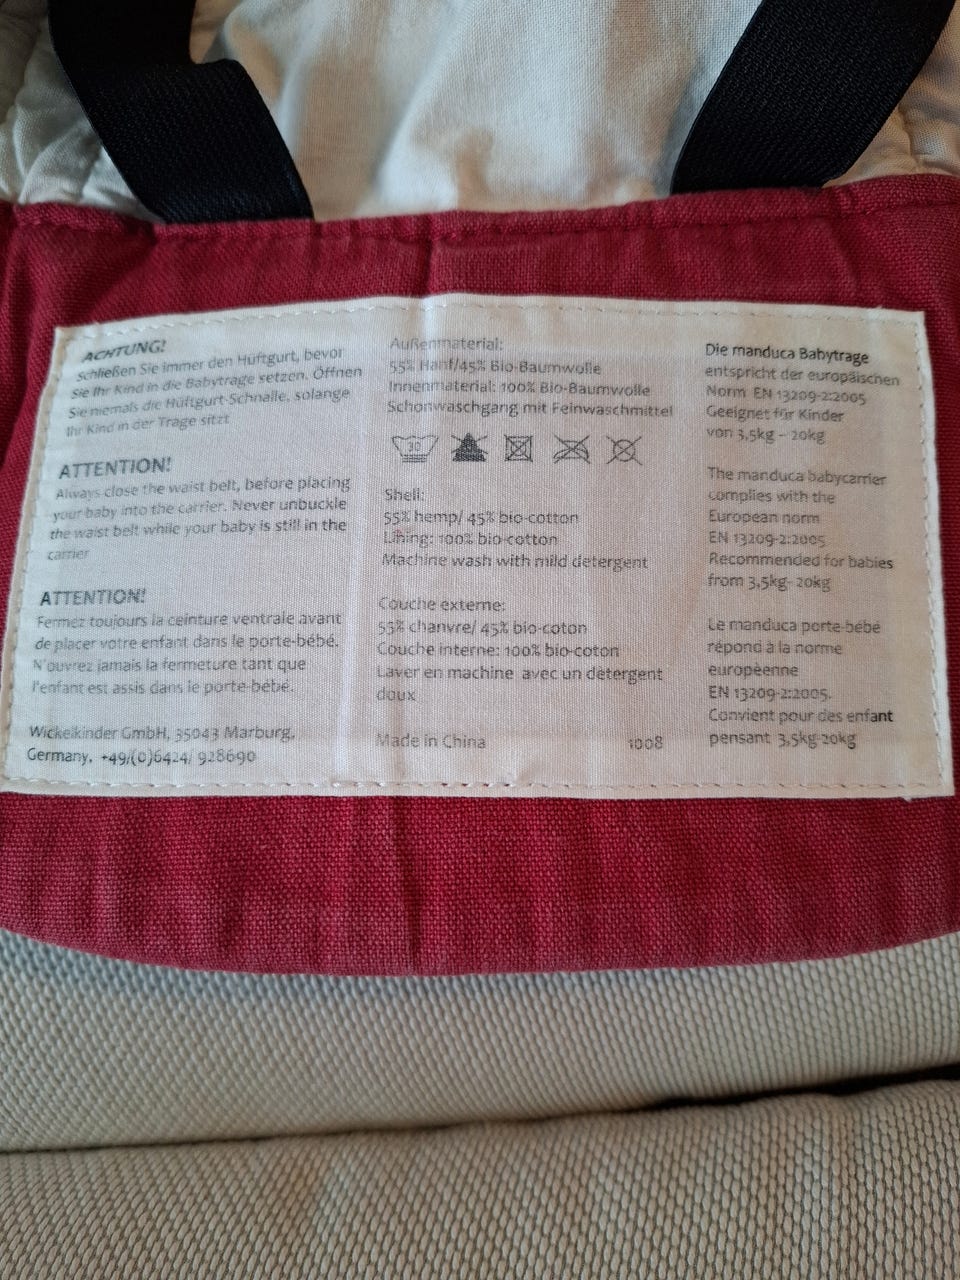 ACHTUNG!
Schließen Sie immer den Hüftgurt, bevor
Sie Ihr Kind in die Babytrage setzen. Öffnen
Sie niemals die Hüftgurt-Schnalle, solange
Ihr Kind in der Trage sitzt
ATTENTION!
Always close the waist belt, before placing
your baby into the carrier. Never unbuckle
the waist belt while your baby is still in the
carrier
ATTENTION!
Fermez toujours la ceinture ventrale avant
de placer votre enfant dans le porte-bébé.
N'ouvrez jamais la fermeture tant que
l'enfant est assis dans le porte-bébé.
Wickelkinder GmbH, 35043 Marburg,
Germany, +49/(0)6424/ 928690
Außenmaterial:
55% Hanf/45% Bio-Baumwolle
Innenmaterial: 100% Bio-Baumwolle
Schonwaschgang mit Feinwaschmittel
30
Shell:
55% hemp/ 45% bio-cotton
Lining: 100% bio-cotton
Machine wash with mild detergent
Couche externe:
55% chanvre/ 45% bio-coton
Couche interne: 100% bio-coton
Laver en machine avec un détergent
doux
Made in China 1008
Die manduca Babytrage
entspricht der europäischen
Norm EN 13209-2:2005
Geeignet für Kinder
von 3,5kg – 20kg
The manduca babycarrier
complies with the
European norm
EN 13209-2:2005
Recommended for babies
from 3,5kg- 20kg
Le manduca porte-bébé
répond à la norme
européenne
EN 13209-2:2005.
Convient pour des enfant
pensant 3,5kg-20kg